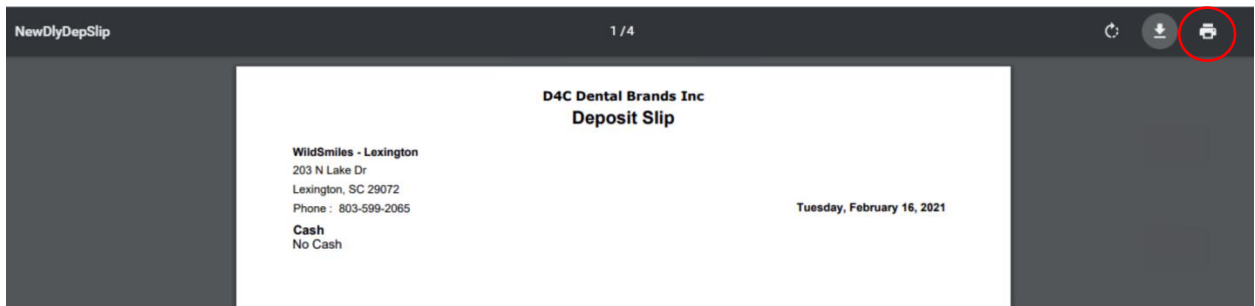 NewDlyDepSlip
1 / 4
D4C Dental Brands Inc
Deposit Slip
WildSmiles - Lexington
203 N Lake Dr
Lexington, SC 29072
Phone : 803-599-2065
Tuesday, February 16, 2021
Cash
No Cash